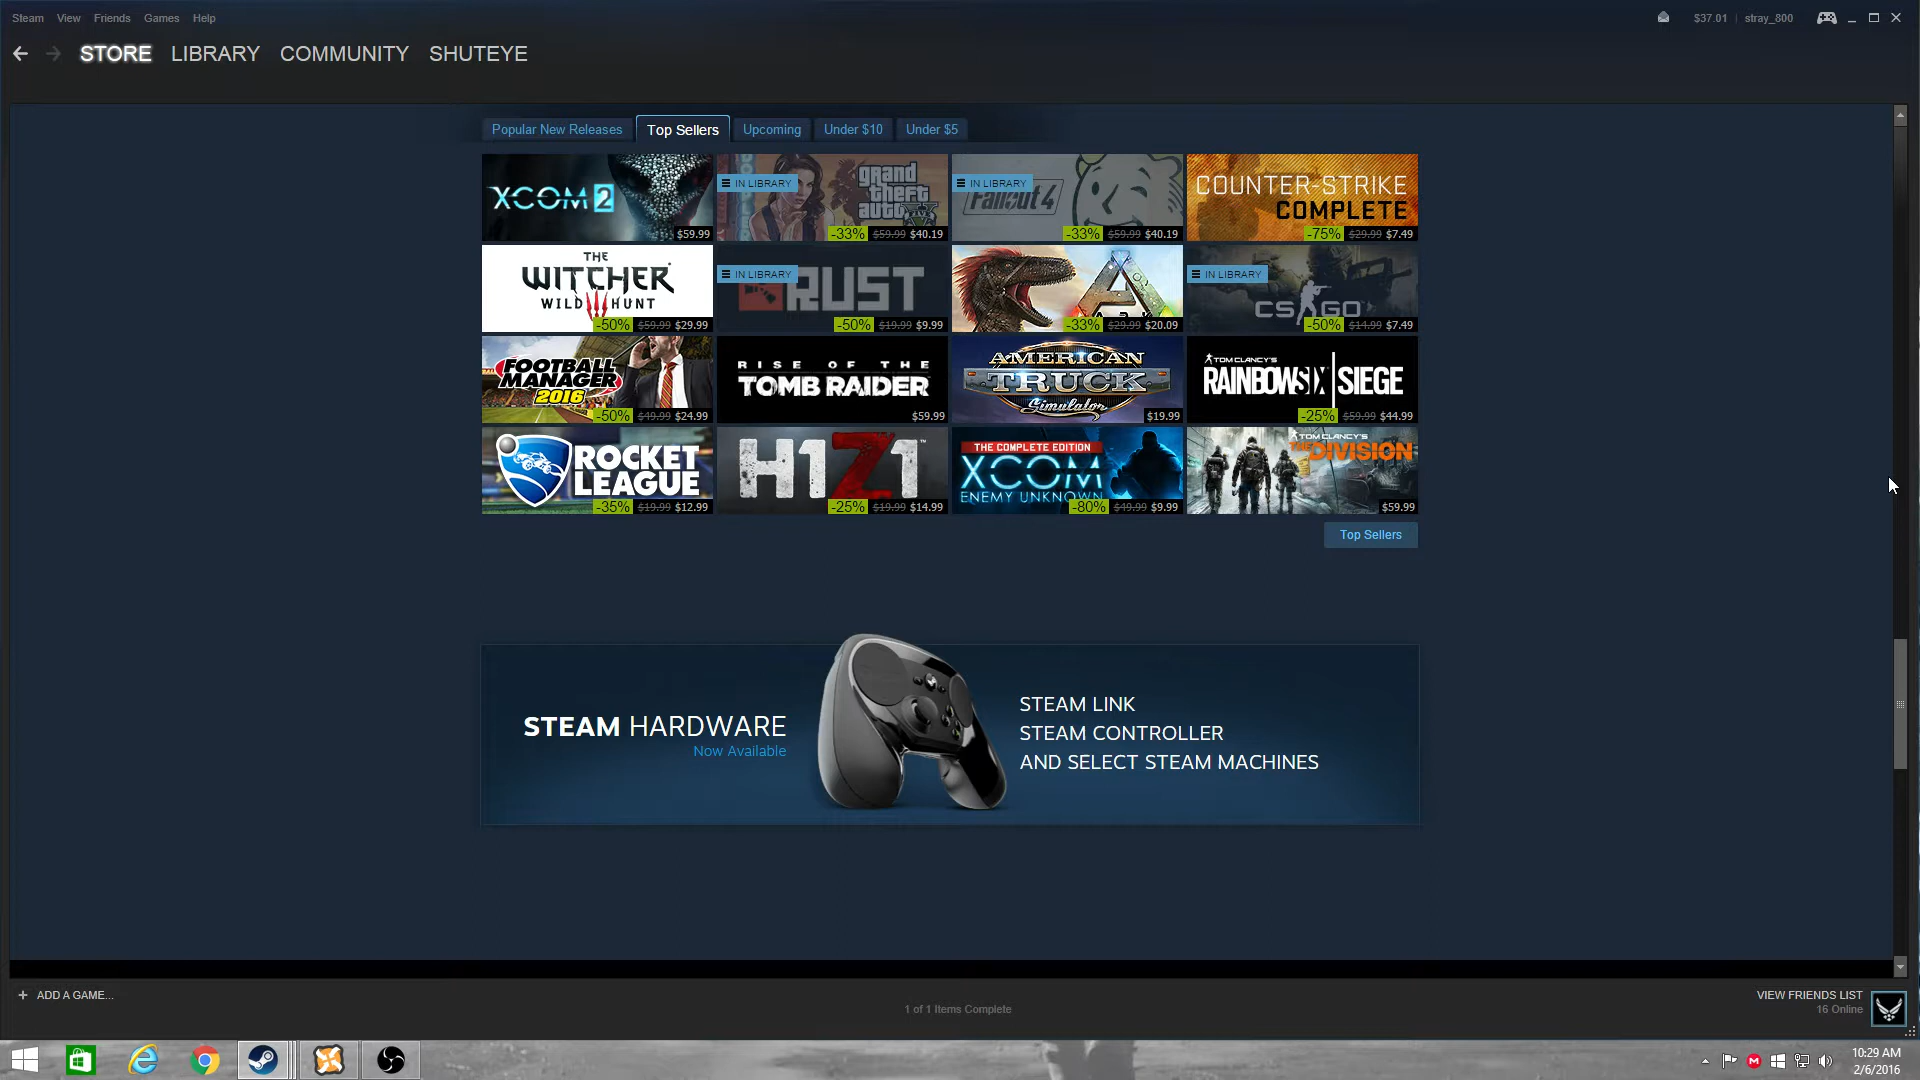 Steam View Friends Games Help
$37.01 stray_800
STORE LIBRARY COMMUNITY SHUTEYE
Popular New Releases Top Sellers Upcoming Under $10 Under $5
XCOM 2
$59.99
IN LIBRARY
grand theft auto V
-33% $59.99 $40.19
IN LIBRARY
Fallout 4
-33% $59.99 $40.19
COUNTER-STRIKE
COMPLETE
-75% $29.99 $7.49
THE
WITCHER
WILD HUNT
-50% $59.99 $29.99
IN LIBRARY
RUST
-50% $19.99 $9.99
ARK
-33% $29.99 $20.09
IN LIBRARY
CS GO
-50% $14.99 $7.49
FOOTBALL
MANAGER
2016
-50% $49.99 $24.99
RISE OF THE
TOMB RAIDER
$59.99
AMERICAN
TRUCK
Simulator
$19.99
TOM CLANCY'S
RAINBOW SIX | SIEGE
-25% $59.99 $44.99
ROCKET
LEAGUE
-35% $19.99 $12.99
H1Z1™
-25% $19.99 $14.99
THE COMPLETE EDITION
XCOM
ENEMY UNKNOWN
-80% $49.99 $9.99
TOM CLANCY'S
THE DIVISION
$59.99
Top Sellers
STEAM HARDWARE
Now Available
STEAM LINK
STEAM CONTROLLER
AND SELECT STEAM MACHINES
+ ADD A GAME...
1 of 1 Items Complete
VIEW FRIENDS LIST
16 Online
10:29 AM
2/6/2016